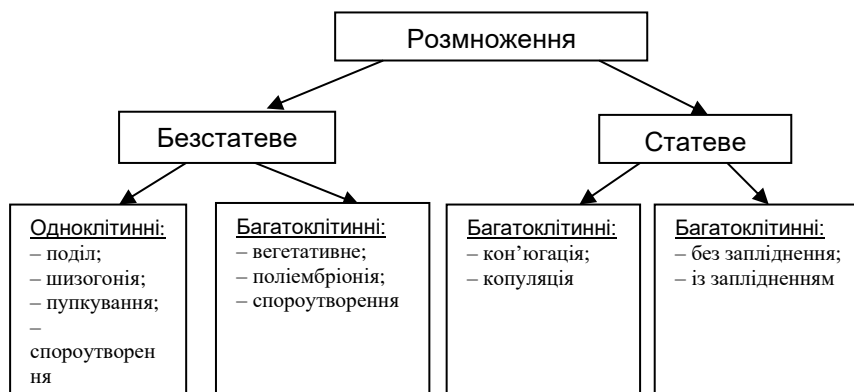 Розмноження
Безстатеве
Статеве
Одноклітинні:
– поділ;
– шизогонія;
– пупкування;
–
спороутворен
ня
Багатоклітинні:
– вегетативне;
– поліембріонія;
– спороутворення
Багатоклітинні:
– кон’югація;
– копуляція
Багатоклітинні:
– без запліднення;
– із заплідненням